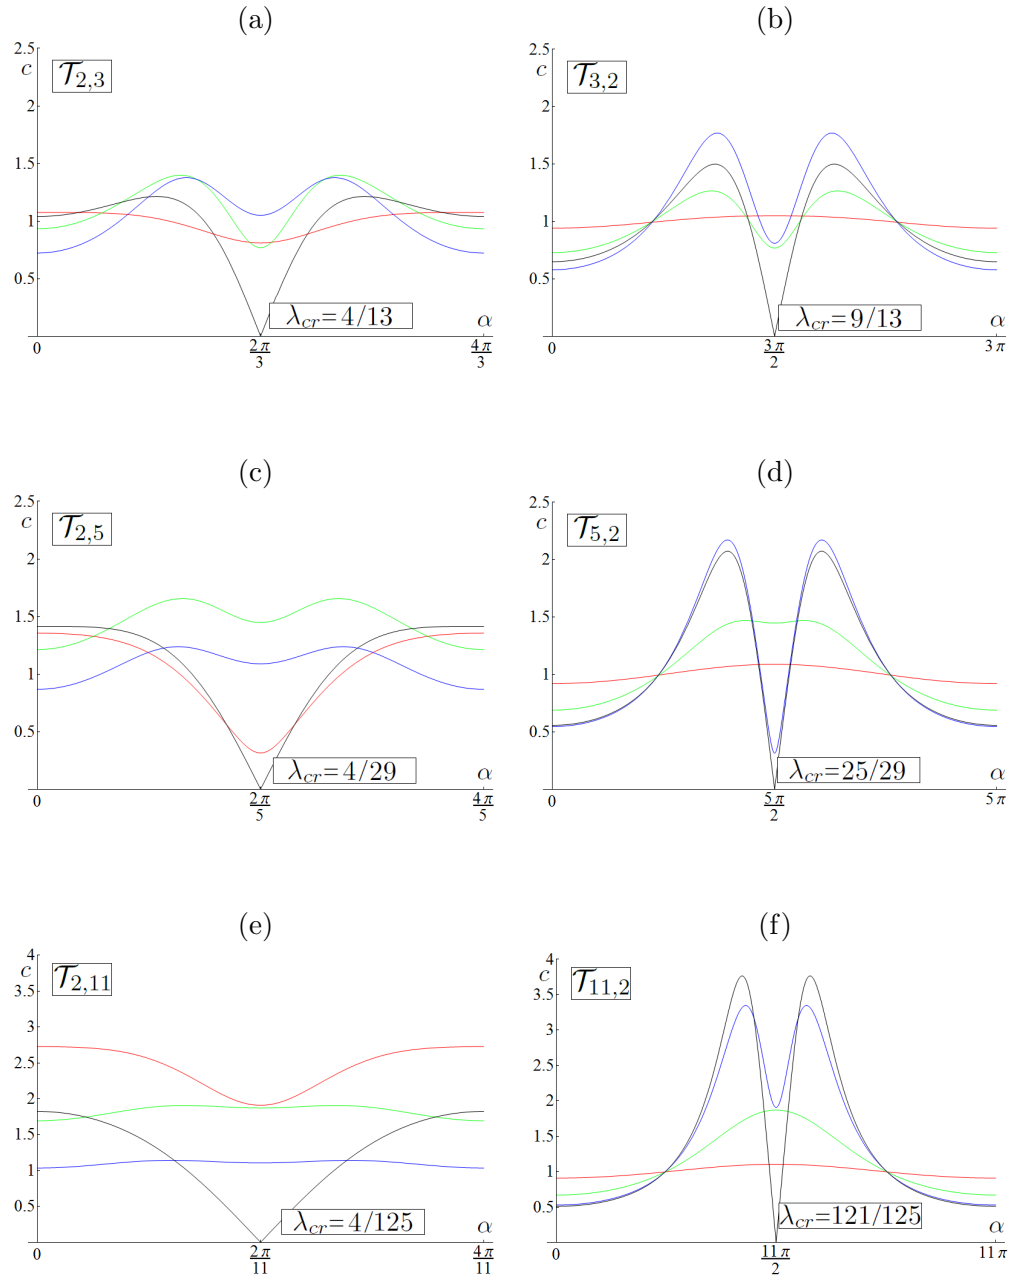 (a)
2.5
c
𝒯2,3
2
1.5
1
0.5
λcr=4/13
α
0
2π/3
4π/3
(b)
2.5
c
𝒯3,2
2
1.5
1
0.5
λcr=9/13
α
0
3π/2
3π
(c)
2.5
c
𝒯2,5
2
1.5
1
0.5
λcr=4/29
α
0
2π/5
4π/5
(d)
2.5
c
𝒯5,2
2
1.5
1
0.5
λcr=25/29
α
0
5π/2
5π
(e)
4
c
𝒯2,11
3.5
3
2.5
2
1.5
1
0.5
λcr=4/125
α
0
2π/11
4π/11
(f)
4
c
𝒯11,2
3.5
3
2.5
2
1.5
1
0.5
λcr=121/125
α
0
11π/2
11π